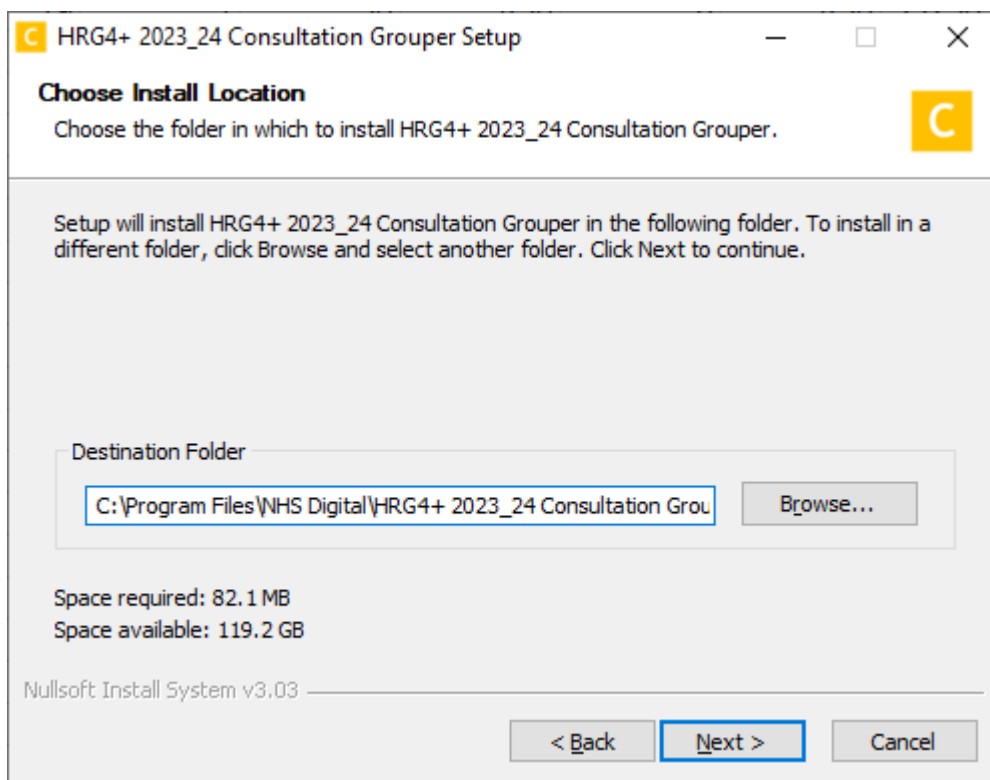 C HRG4+ 2023_24 Consultation Grouper Setup
Choose Install Location
Choose the folder in which to install HRG4+ 2023_24 Consultation Grouper.
C
Setup will install HRG4+ 2023_24 Consultation Grouper in the following folder. To install in a
different folder, click Browse and select another folder. Click Next to continue.
Destination Folder
C:\Program Files\NHS Digital\HRG4+ 2023_24 Consultation Grou
Browse...
Space required: 82.1 MB
Space available: 119.2 GB
Nullsoft Install System v3.03
< Back Next > Cancel